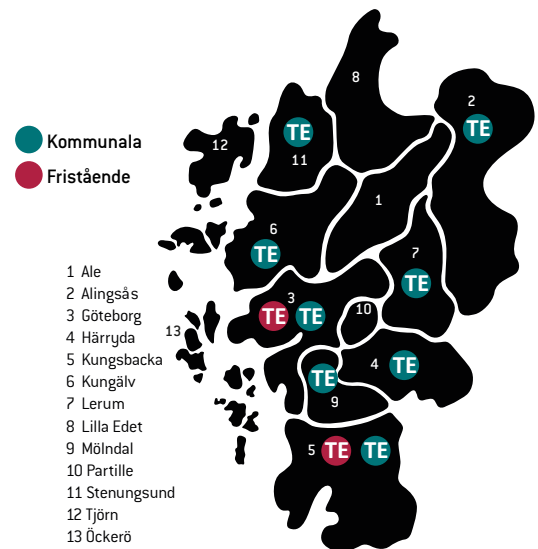 8
2
TE
TE
12
11
Kommunala
Fristående
1
6
7
TE
TE
1 Ale
2 Alingsås
3 Göteborg
4 Härryda
5 Kungsbacka
6 Kungälv
7 Lerum
8 Lilla Edet
9 Mölndal
10 Partille
11 Stenungsund
12 Tjörn
13 Öckerö
3
TE
TE
10
13
4
TE
TE
9
5
TE
TE